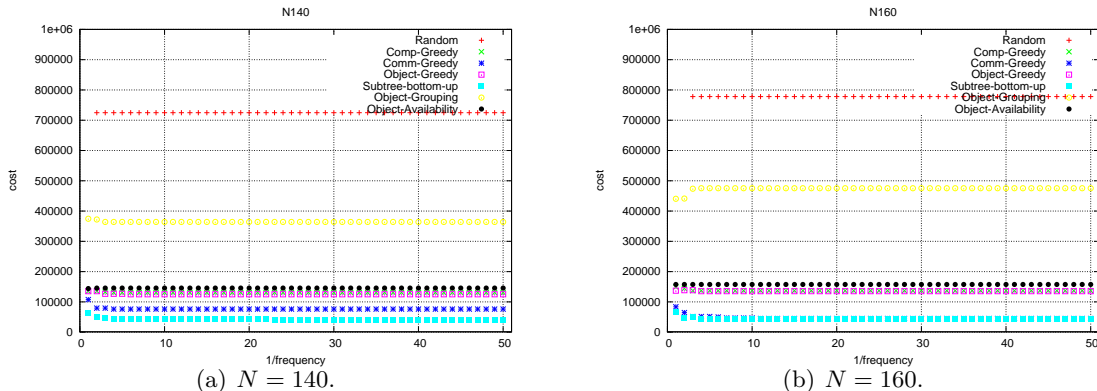 N140
1e+06
900000
800000
700000
600000
500000
400000
300000
200000
100000
0
cost
0
10
20
30
40
50
1/frequency
Random
Comp-Greedy
Comm-Greedy
Object-Greedy
Subtree-bottom-up
Object-Grouping
Object-Availability
(a) N = 140.
N160
1e+06
900000
800000
700000
600000
500000
400000
300000
200000
100000
0
cost
0
10
20
30
40
50
1/frequency
Random
Comp-Greedy
Comm-Greedy
Object-Greedy
Subtree-bottom-up
Object-Grouping
Object-Availability
(b) N = 160.